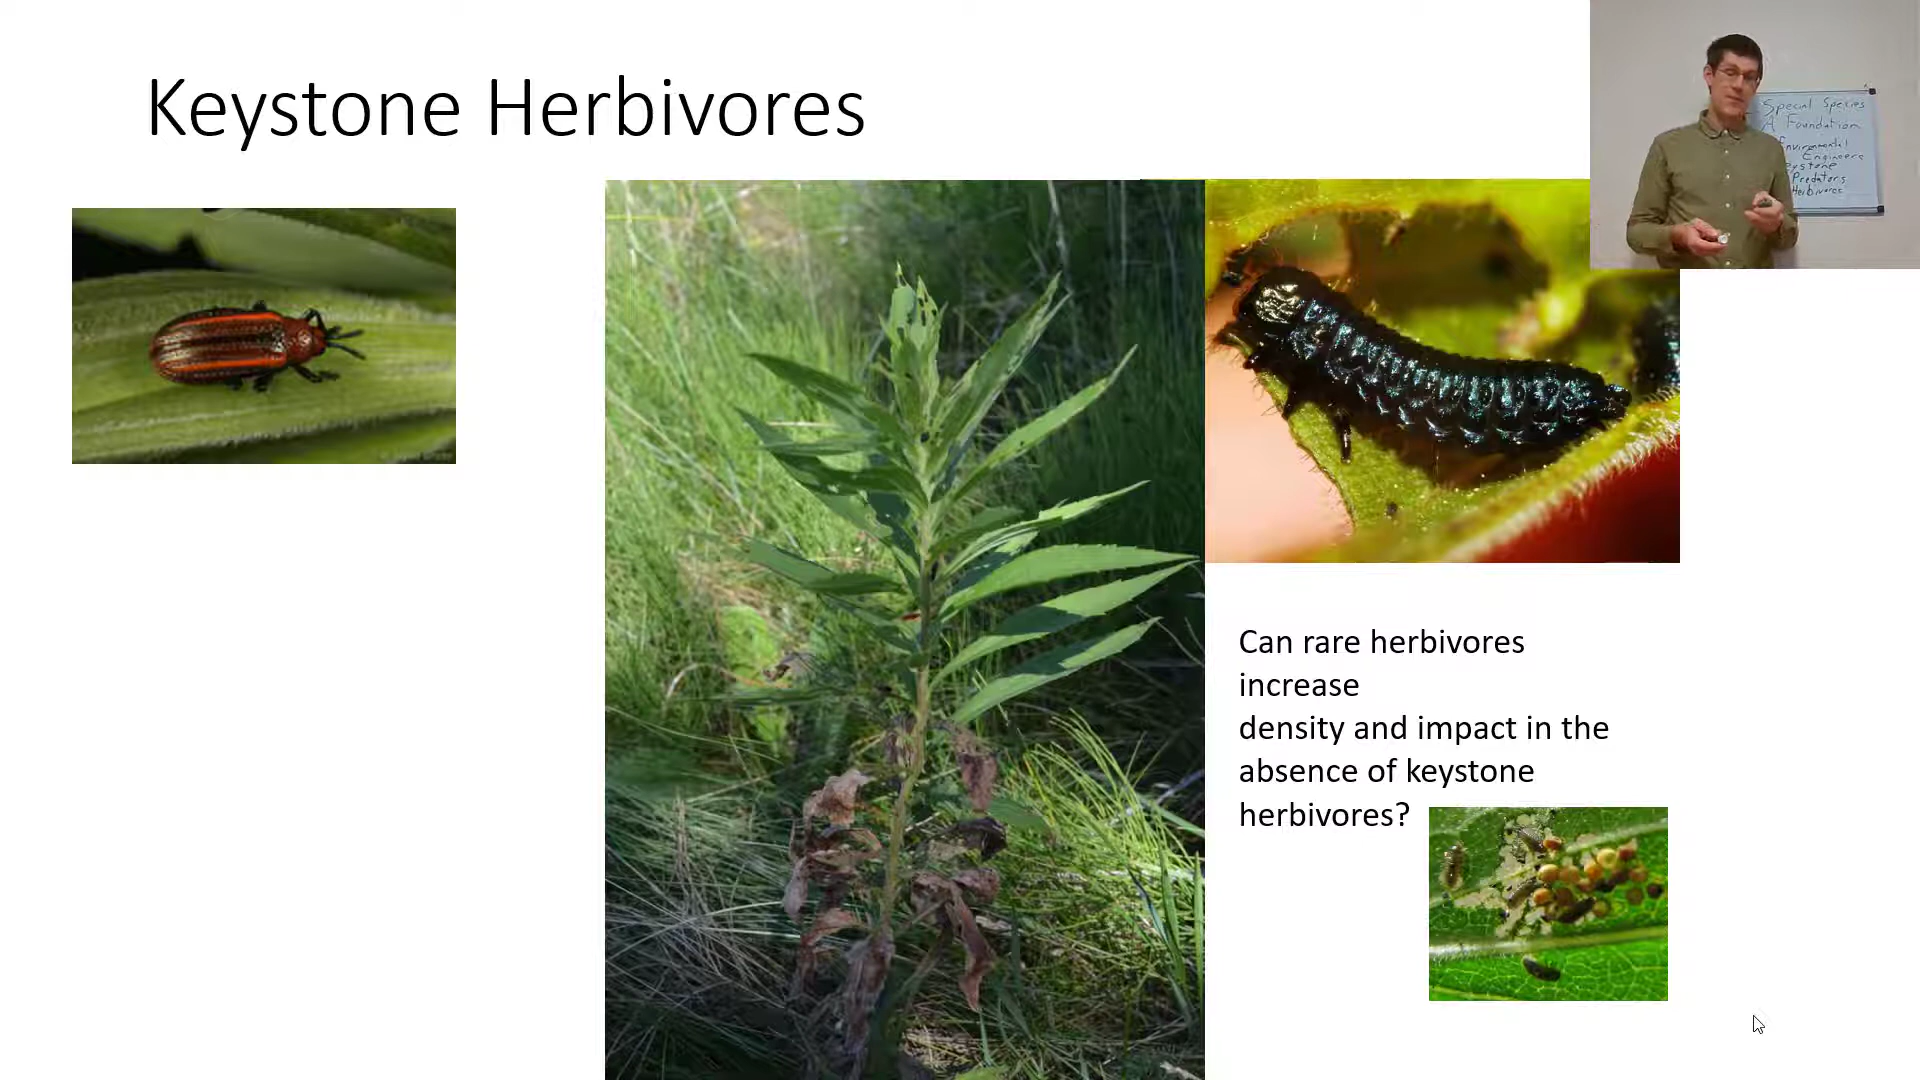 Keystone Herbivores
Special Species
A Foundation
Environmental
Engineers
Keystone
Predators
Herbivores
Can rare herbivores
increase
density and impact in the
absence of keystone
herbivores?